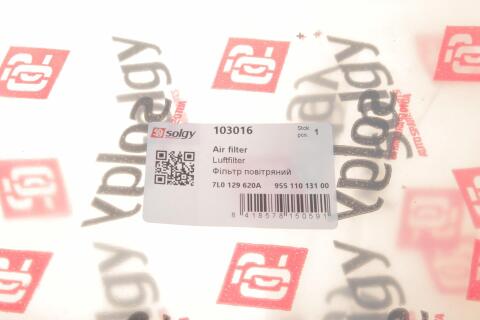 solgy
103016
Stck
pcs.
1
Air filter
Luftfilter
Фільтр повітряний
7L0 129 620A 955 110 131 00
8 418578 150591
solgy
solgy
solgy